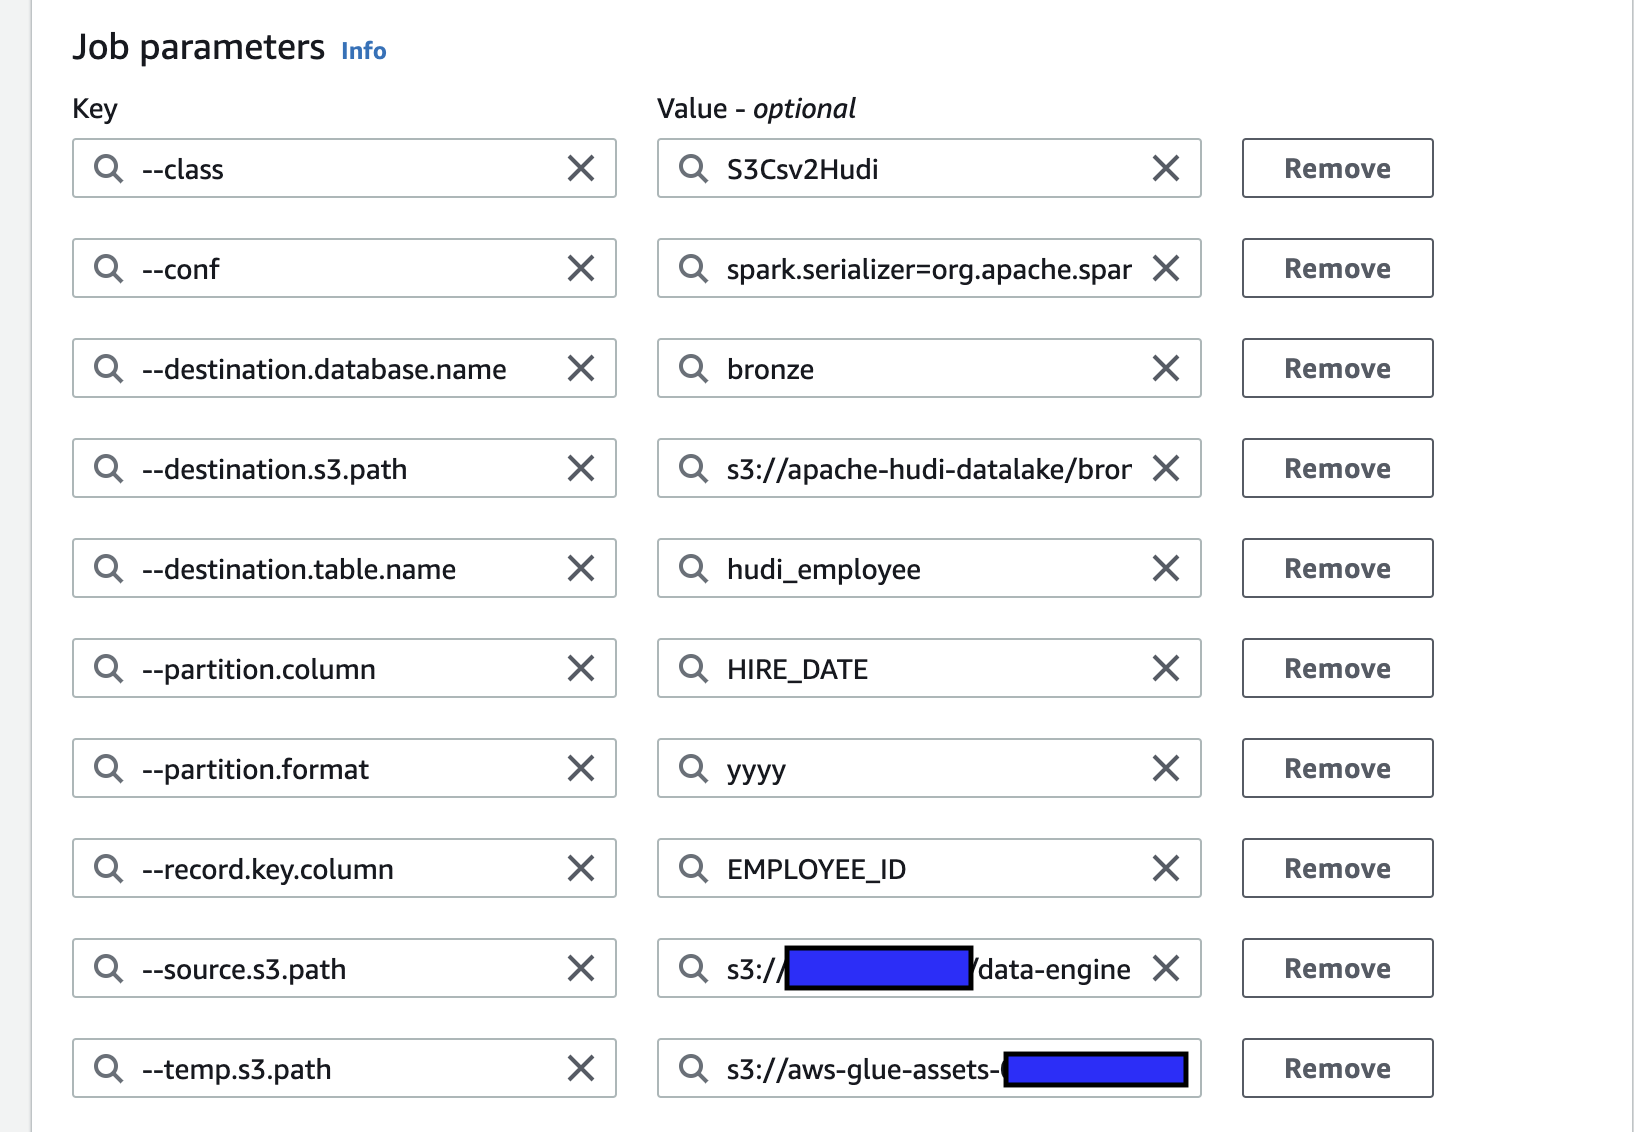 Job parameters Info
Key Value - optional
--class S3Csv2Hudi Remove
--conf spark.serializer=org.apache.spar Remove
--destination.database.name bronze Remove
--destination.s3.path s3://apache-hudi-datalake/bror Remove
--destination.table.name hudi_employee Remove
--partition.column HIRE_DATE Remove
--partition.format yyyy Remove
--record.key.column EMPLOYEE_ID Remove
--source.s3.path s3:// /data-engine Remove
--temp.s3.path s3://aws-glue-assets- Remove